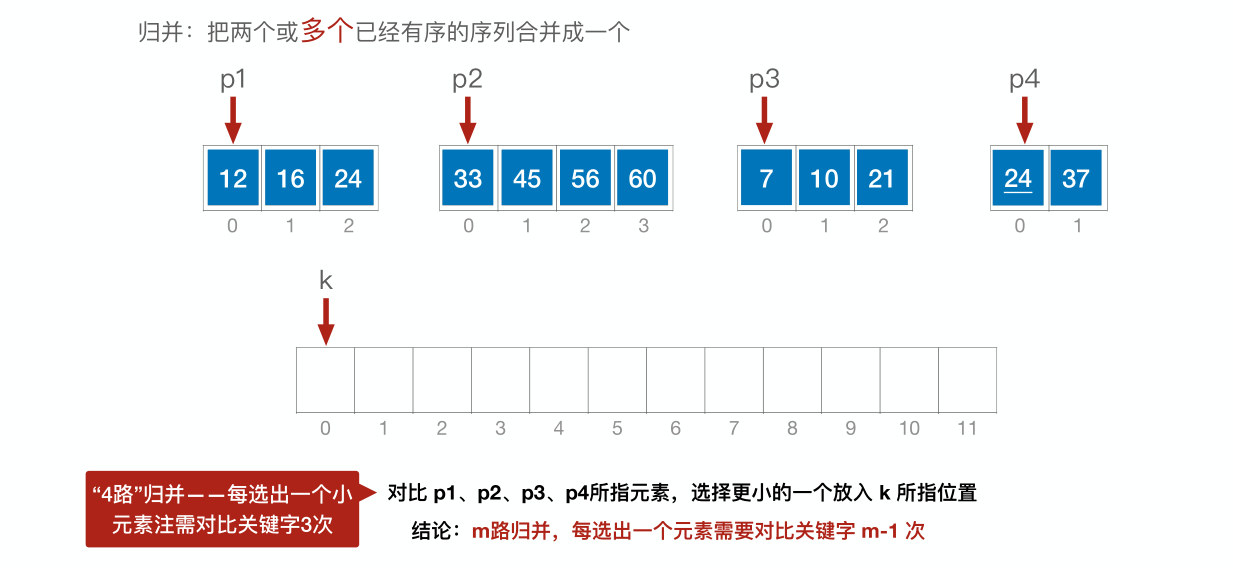 归并：把两个或多个已经有序的序列合并成一个
p1 p2 p3 p4
12 16 24 33 45 56 60 7 10 21 24 37
0 1 2 0 1 2 3 0 1 2 0 1
k
0 1 2 3 4 5 6 7 8 9 10 11
“4路”归并——每选出一个小
元素注需对比关键字3次
对比 p1、p2、p3、p4所指元素，选择更小的一个放入 k 所指位置
结论：m路归并，每选出一个元素需要对比关键字 m-1 次